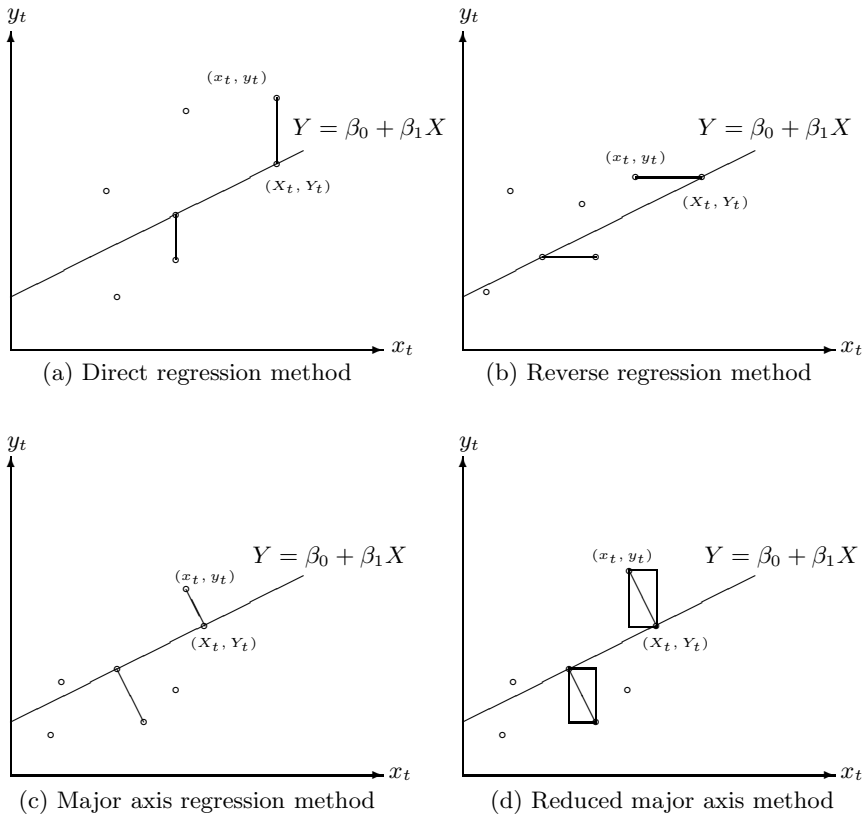 y_t
(x_t, y_t)
Y = β_0 + β_1X
(X_t, Y_t)
x_t
(a) Direct regression method
y_t
Y = β_0 + β_1X
(x_t, y_t)
(X_t, Y_t)
x_t
(b) Reverse regression method
y_t
Y = β_0 + β_1X
(x_t, y_t)
(X_t, Y_t)
x_t
(c) Major axis regression method
y_t
Y = β_0 + β_1X
(x_t, y_t)
(X_t, Y_t)
x_t
(d) Reduced major axis method